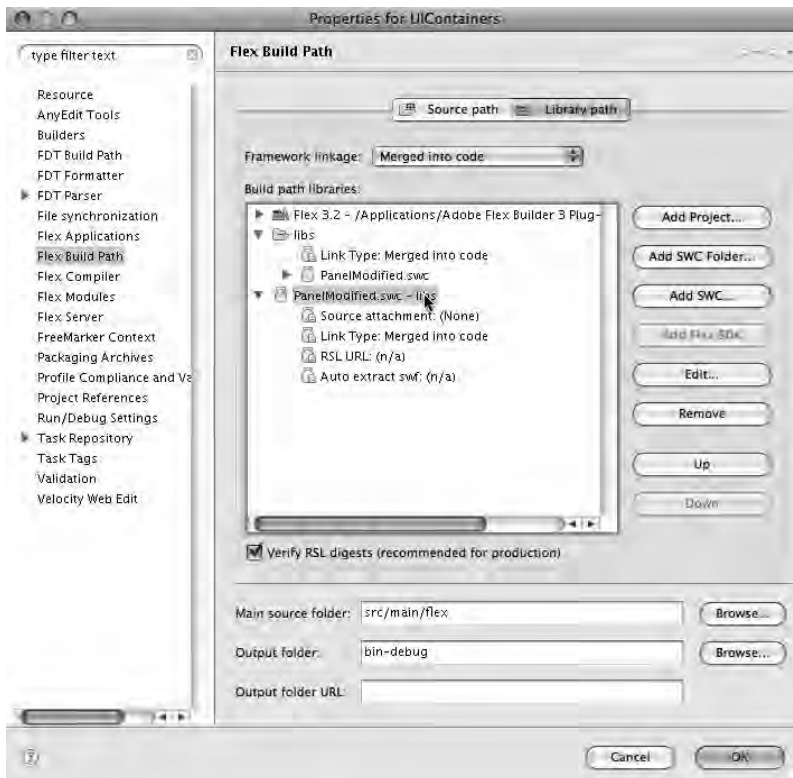 Properties for UIContainers
type filter text
Resource
AnyEdit Tools
Builders
FDT Build Path
FDT Formatter
FDT Parser
File synchronization
Flex Applications
Flex Build Path
Flex Compiler
Flex Modules
Flex Server
FreeMarker Context
Packaging Archives
Profile Compliance and Va
Project References
Run/Debug Settings
Task Repository
Task Tags
Validation
Velocity Web Edit
Flex Build Path
Source path
Library path
Framework linkage: Merged into code
Build path libraries:
Flex 3.2 - /Applications/Adobe Flex Builder 3 Plug-
libs
Link Type: Merged into code
PanelModified.swc
PanelModified.swc - libs
Source attachment: (None)
Link Type: Merged into code
RSL URL: (n/a)
Auto extract swf: (n/a)
Add Project...
Add SWC Folder...
Add SWC...
Add Flex SDK
Edit...
Remove
Up
Down
Verify RSL digests (recommended for production)
Main source folder: src/main/flex Browse...
Output folder: bin-debug Browse...
Output folder URL:
?
Cancel
OK